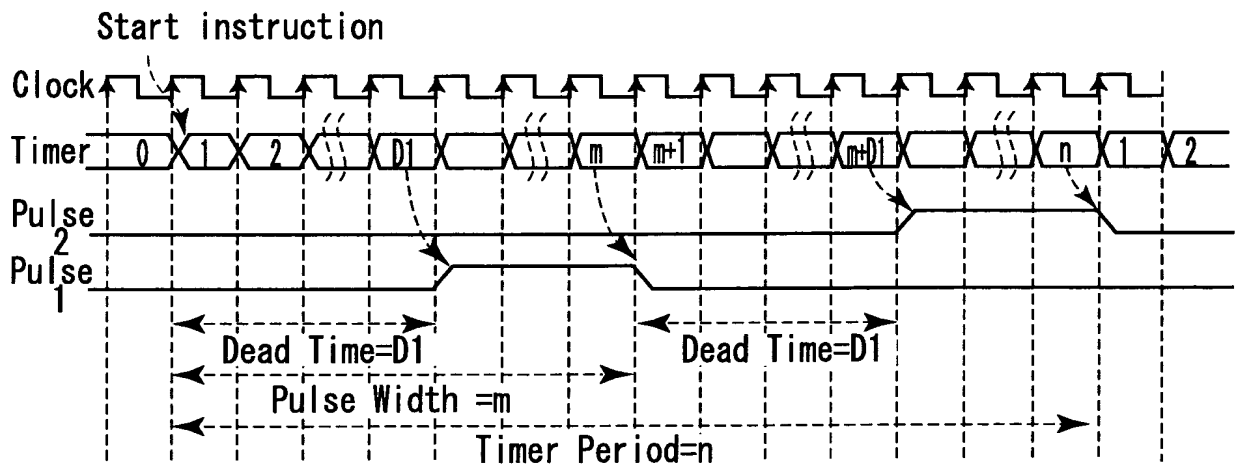 Start instruction
Clock
Timer 0 1 2 D1 m m+1 m+D1 n 1 2
Pulse
2
Pulse
1
Dead Time=D1 Dead Time=D1
Pulse Width =m
Timer Period=n